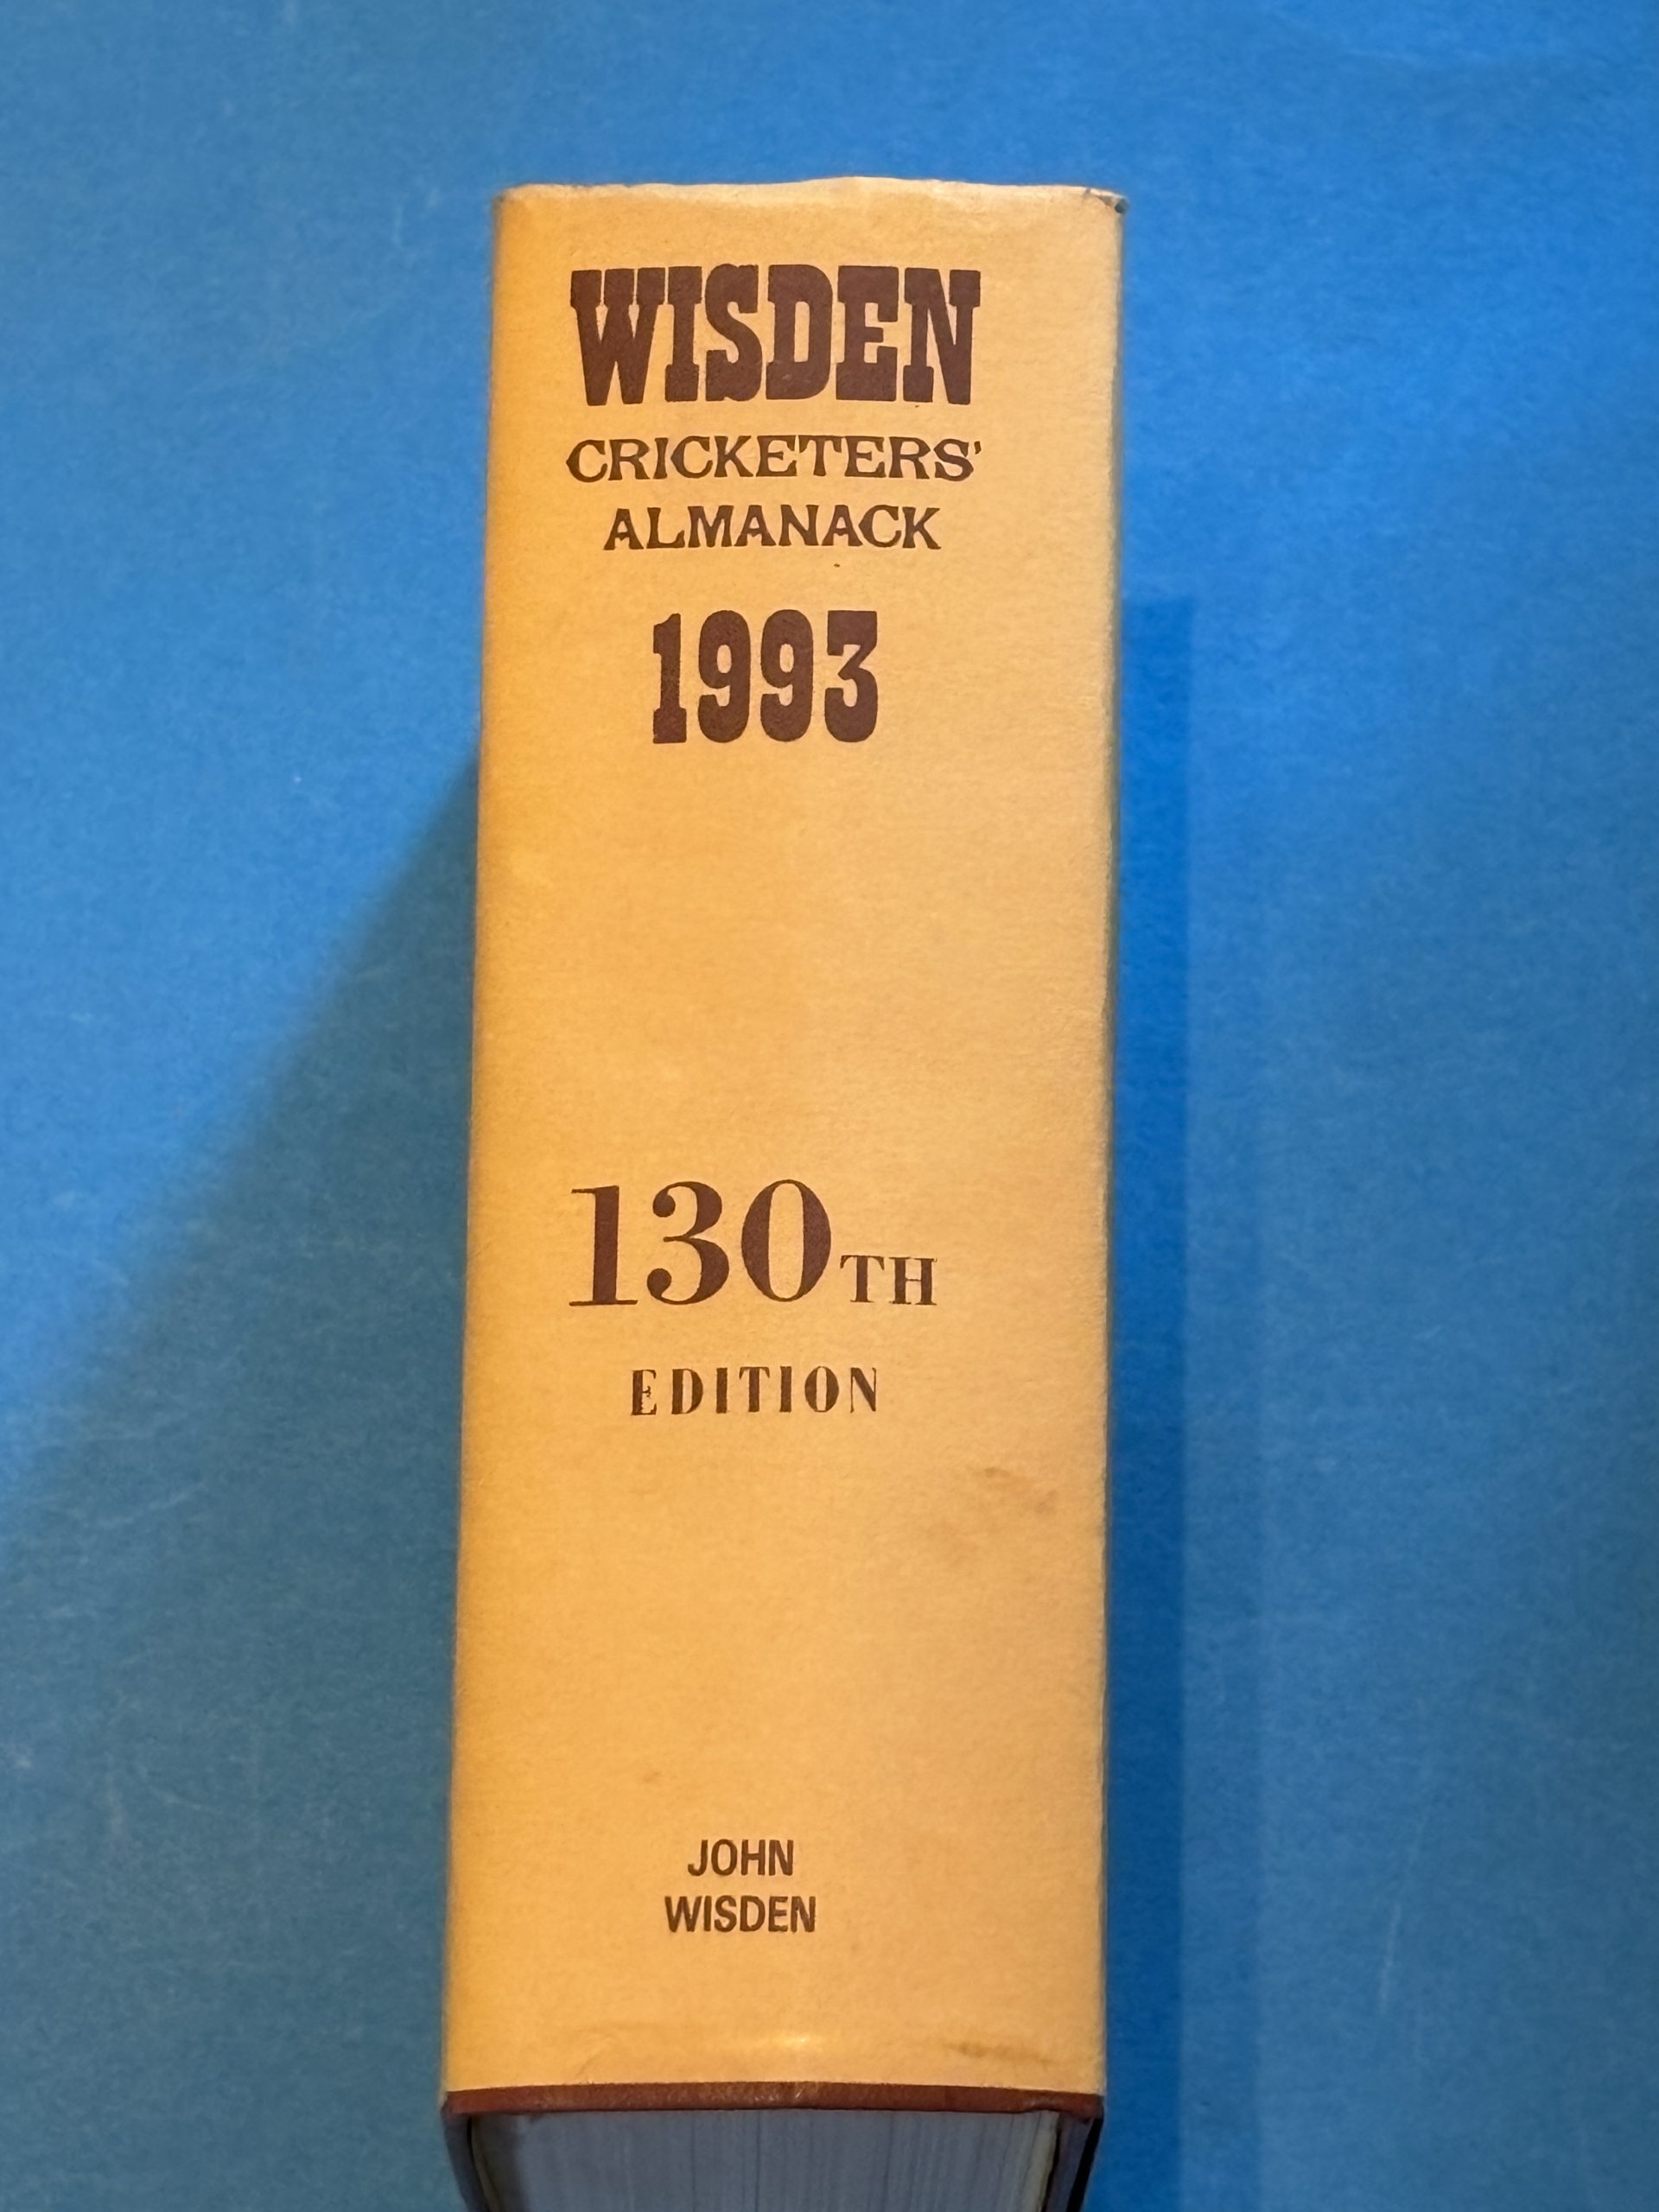 WISDEN
CRICKETERS'
ALMANACK
1993
130TH
EDITION
JOHN
WISDEN